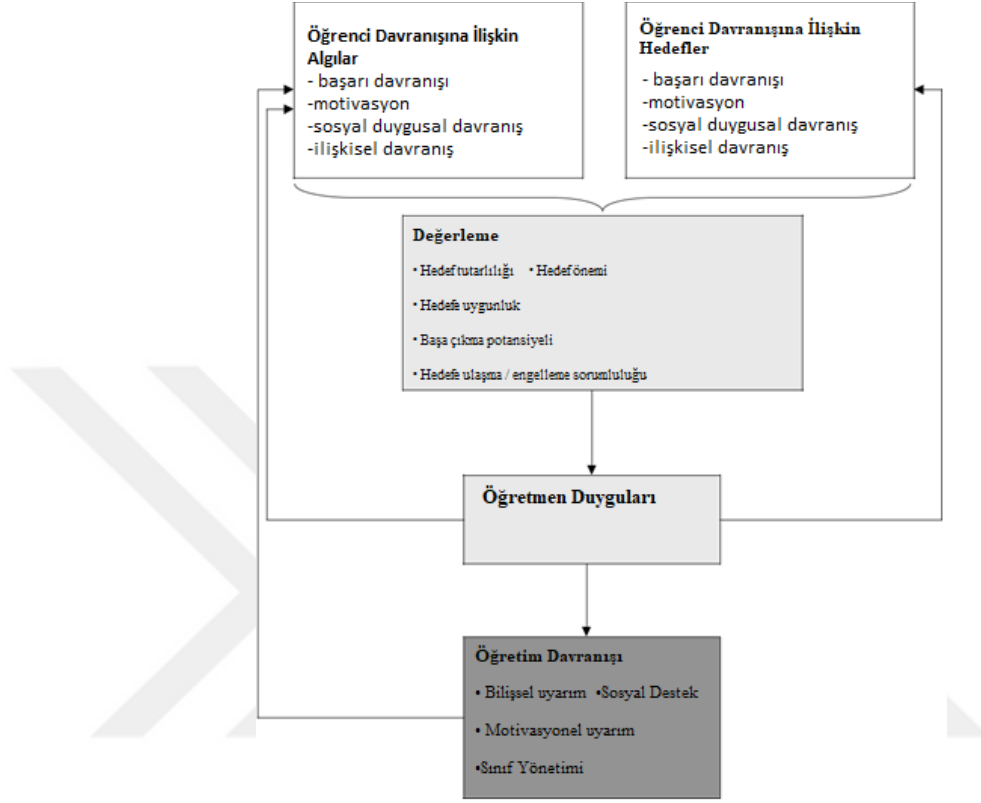 Öğrenci Davranışına İlişkin
Algılar
- başarı davranışı
-motivasyon
-sosyal duygusal davranış
-ilişkisel davranış
Öğrenci Davranışına İlişkin
Hedefler
- başarı davranışı
-motivasyon
-sosyal duygusal davranış
-ilişkisel davranış
Değerleme
• Hedef tutarlılığı • Hedef önemi
• Hedefe uygunluk
• Başa çıkma potansiyeli
• Hedefe ulaşma / engelleme sorumluluğu
Öğretmen Duyguları
Öğretim Davranışı
• Bilişsel uyarım •Sosyal Destek
• Motivasyonel uyarım
•Sınıf Yönetimi